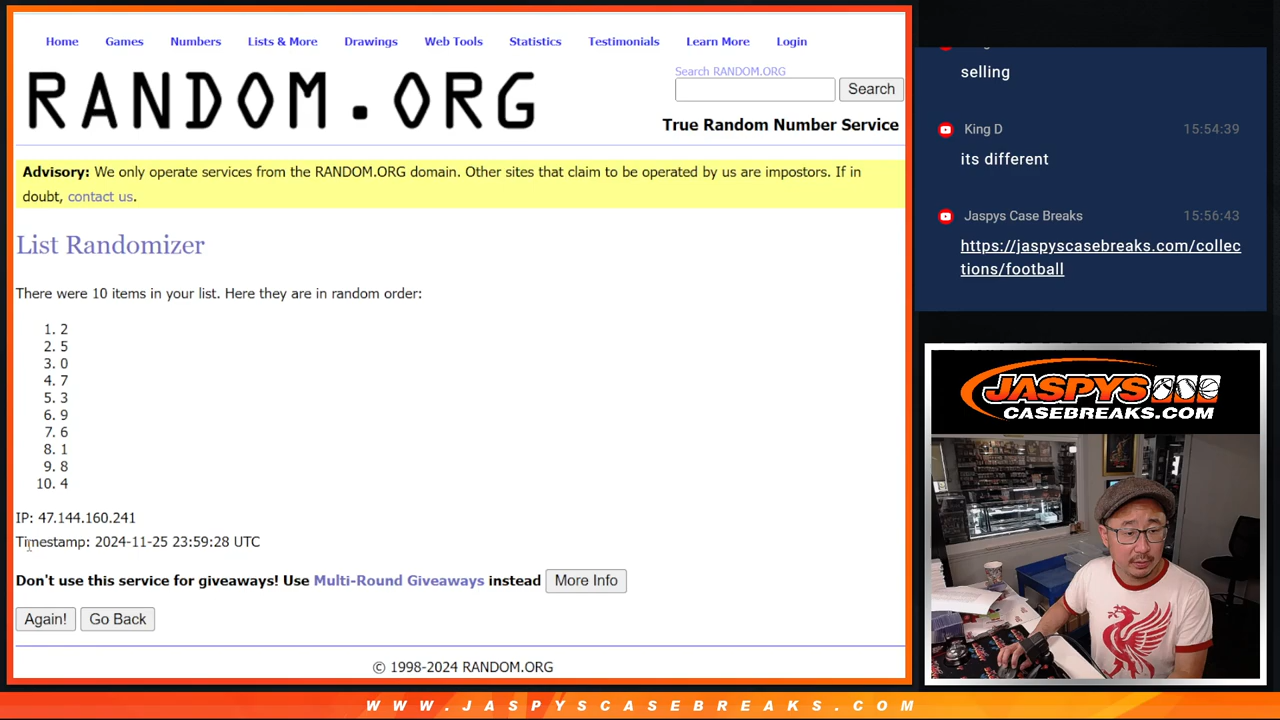 Home Games Numbers Lists & More Drawings Web Tools Statistics Testimonials Learn More Login
RANDOM.ORG
Search RANDOM.ORG
Search
True Random Number Service
Advisory: We only operate services from the RANDOM.ORG domain. Other sites that claim to be operated by us are impostors. If in
doubt, contact us.
List Randomizer
There were 10 items in your list. Here they are in random order:
1. 2
2. 5
3. 0
4. 7
5. 3
6. 9
7. 6
8. 1
9. 8
10. 4
IP: 47.144.160.241
Timestamp: 2024-11-25 23:59:28 UTC
Don't use this service for giveaways! Use Multi-Round Giveaways instead More Info
Again! Go Back
© 1998-2024 RANDOM.ORG
selling
King D 15:54:39
its different
Jaspys Case Breaks 15:56:43
https://jaspyscasebreaks.com/collec
tions/football
JASPYS
CASEBREAKS.COM
WWW.JASPYSCASEBREAKS.COM